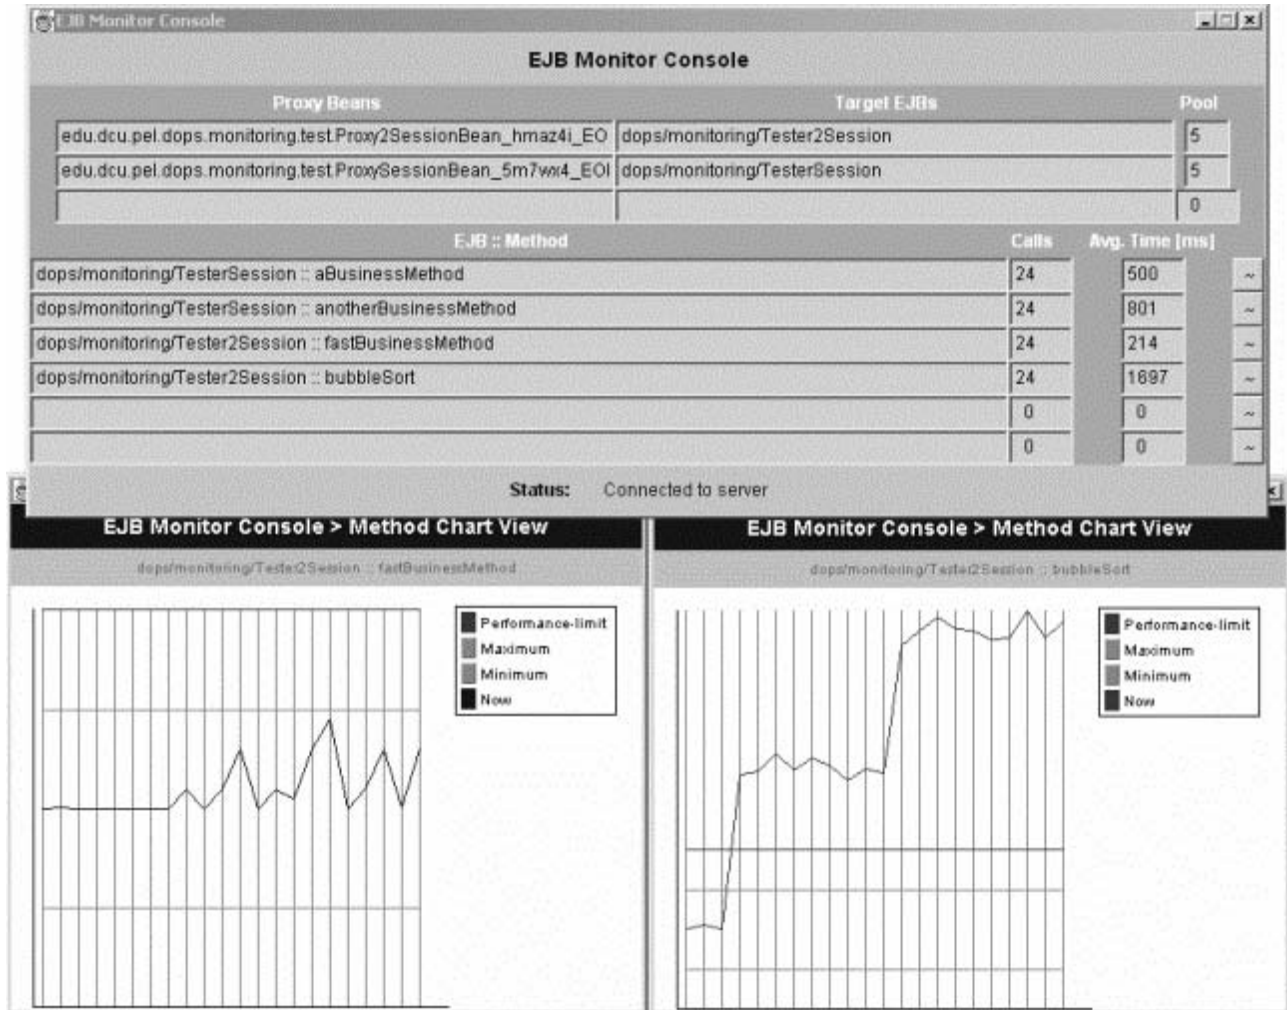 EJB Monitor Console
EJB Monitor Console
Proxy Beans Target EJBs Pool
edu.dcu.pel.dops.monitoring.test.Proxy2SessionBean_hmaz4i_EO dops/monitoring/Tester2Session 5
edu.dcu.pel.dops.monitoring.test.ProxySessionBean_5m7wx4_EOI dops/monitoring/TesterSession 5
0
EJB :: Method Calls Avg. Time [ms]
dops/monitoring/TesterSession :: aBusinessMethod 24 500 ~
dops/monitoring/TesterSession :: anotherBusinessMethod 24 801 ~
dops/monitoring/Tester2Session :: fastBusinessMethod 24 214 ~
dops/monitoring/Tester2Session :: bubbleSort 24 1697 ~
0 0 ~
0 0 ~
Status: Connected to server
EJB Monitor Console > Method Chart View
dops/monitoring/Tester2Session :: fastBusinessMethod
Performance-limit
Maximum
Minimum
Now
EJB Monitor Console > Method Chart View
dops/monitoring/Tester2Session :: bubbleSort
Performance-limit
Maximum
Minimum
Now